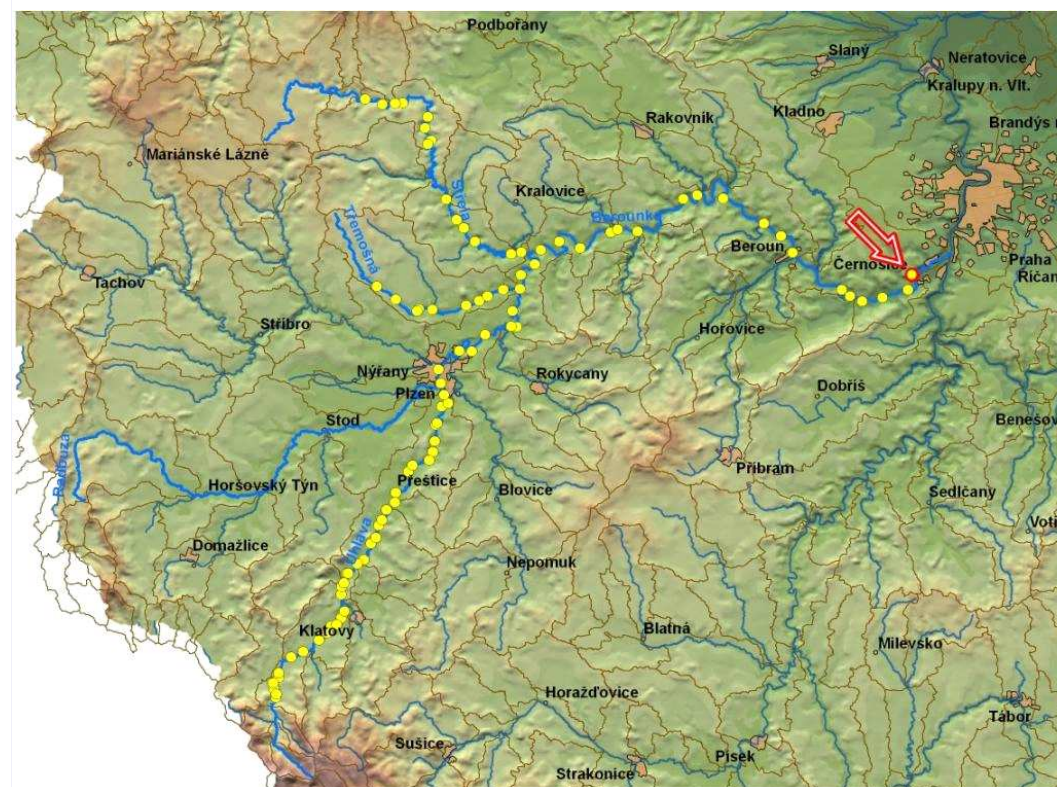 Podbořany
Slaný
Neratovice
Kralupy n. Vlt.
Kladno
Rakovník
Brandýs n
Mariánské Lázně
Kralovice
Střela
Třemošná
Berounka
Beroun
Černošice
Praha
Říčan
Tachov
Stříbro
Hořovice
Nýřany
Rokycany
Plzeň
Dobříš
Stod
Benešov
Radbuza
Přeštice
Příbram
Horšovský Týn
Blovice
Sedlčany
Voti
Úhlava
Domažlice
Nepomuk
Klatovy
Blatná
Milevsko
Horažďovice
Tábor
Sušice
Písek
Strakonice